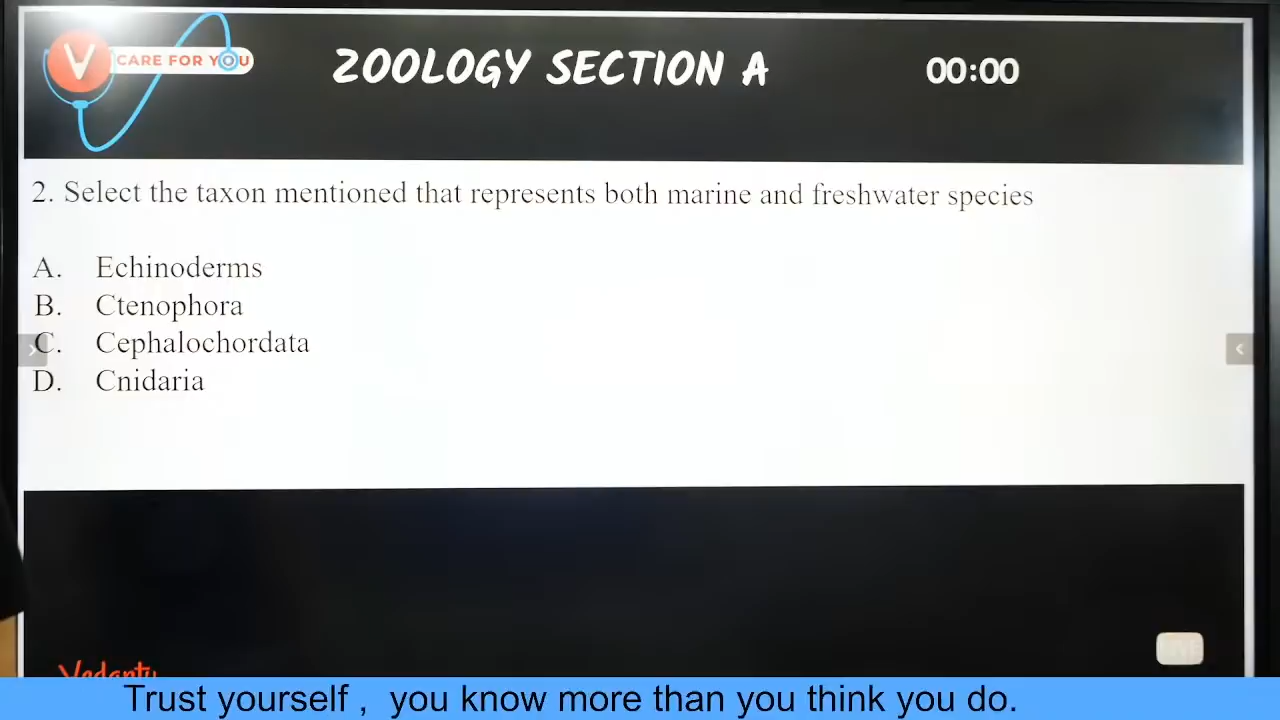 V CARE FOR YOU
ZOOLOGY SECTION A
00:00
2. Select the taxon mentioned that represents both marine and freshwater species
A. Echinoderms
B. Ctenophora
C. Cephalochordata
D. Cnidaria
Trust yourself , you know more than you think you do.